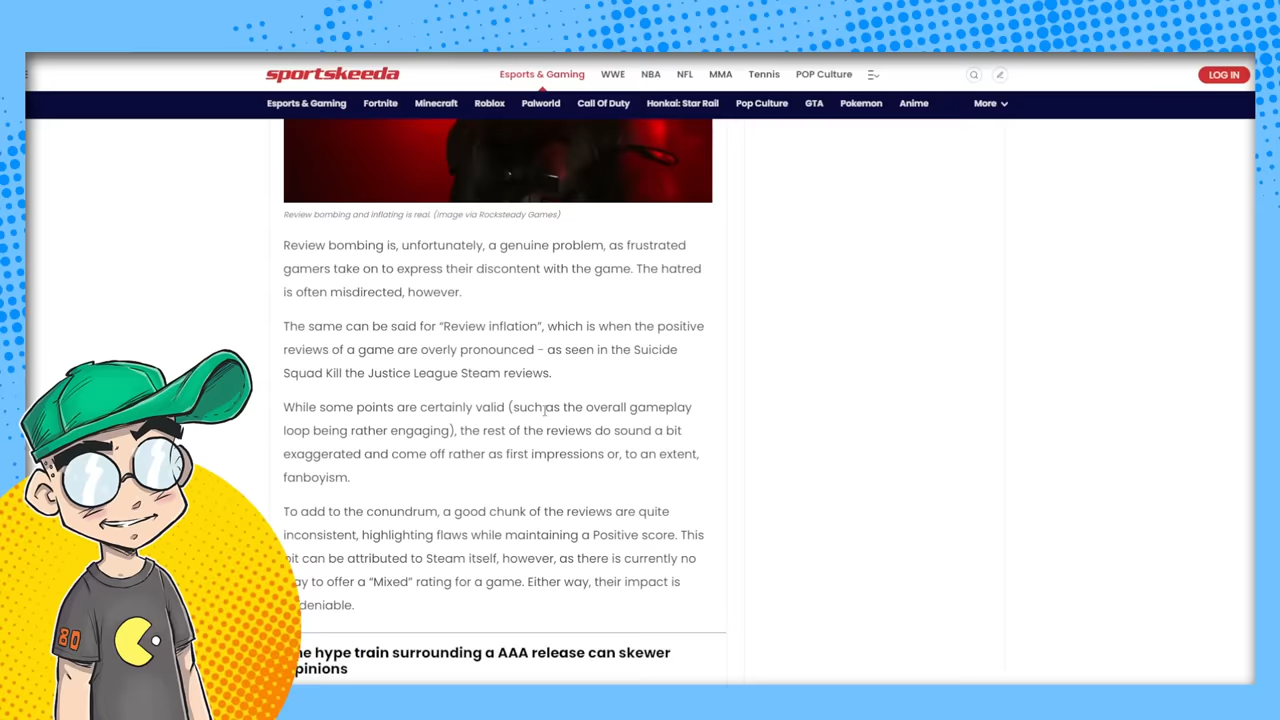 sportskeeda
Esports & Gaming WWE NBA NFL MMA Tennis POP Culture
LOG IN
Esports & Gaming Fortnite Minecraft Roblox Palworld Call Of Duty Honkai: Star Rail Pop Culture GTA Pokemon Anime More
Review bombing and inflating is real. (Image via Rocksteady Games)
Review bombing is, unfortunately, a genuine problem, as frustrated
gamers take on to express their discontent with the game. The hatred
is often misdirected, however.
The same can be said for “Review inflation”, which is when the positive
reviews of a game are overly pronounced - as seen in the Suicide
Squad Kill the Justice League Steam reviews.
While some points are certainly valid (such as the overall gameplay
loop being rather engaging), the rest of the reviews do sound a bit
exaggerated and come off rather as first impressions or, to an extent,
fanboyism.
To add to the conundrum, a good chunk of the reviews are quite
inconsistent, highlighting flaws while maintaining a Positive score. This
can be attributed to Steam itself, however, as there is currently no
to offer a “Mixed” rating for a game. Either way, their impact is
deniable.
hype train surrounding a AAA release can skewer
pinions
80